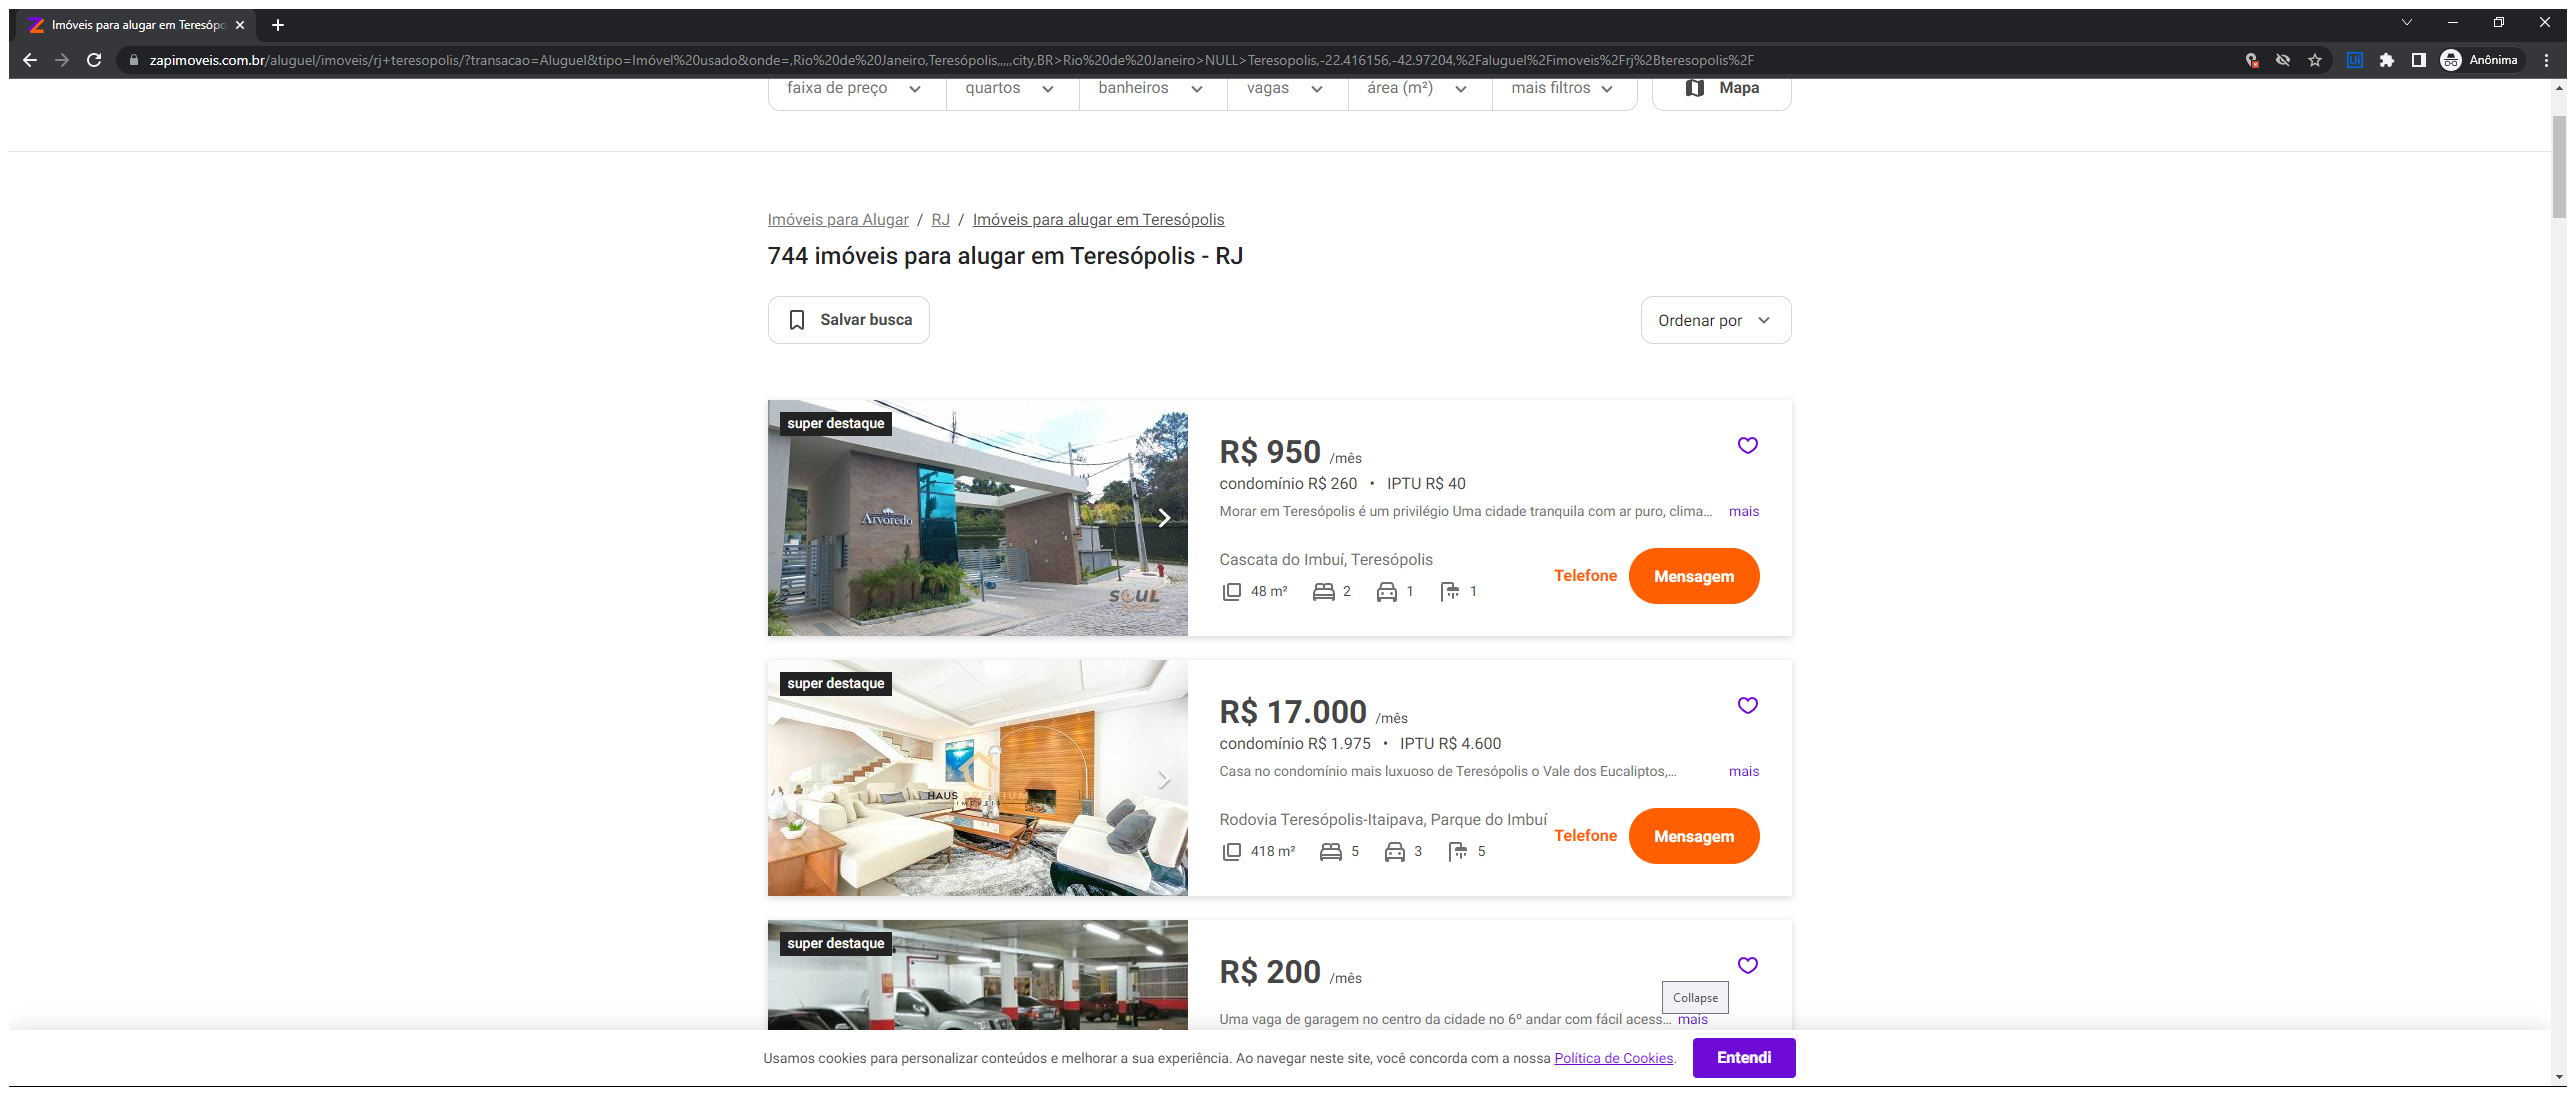 Imóveis para alugar em Teresópo
zapimoveis.com.br/aluguel/imoveis/rj+teresopolis/?transacao=Aluguel&tipo=Imóvel%20usado&onde=,Rio%20de%20Janeiro,Teresópolis,,,,,city,BR>Rio%20de%20Janeiro>NULL>Teresopolis,-22.416156,-42.97204,%2Faluguel%2Fimoveis%2Frj%2Bteresopolis%2F
Anônima
faixa de preço quartos banheiros vagas área (m²) mais filtros Mapa
Imóveis para Alugar / RJ / Imóveis para alugar em Teresópolis
744 imóveis para alugar em Teresópolis - RJ
Salvar busca
Ordenar por
super destaque
Arvoredo
SOUL
R$ 950 /mês
condomínio R$ 260 • IPTU R$ 40
Morar em Teresópolis é um privilégio Uma cidade tranquila com ar puro, clima... mais
Cascata do Imbuí, Teresópolis
48 m² 2 1 1
Telefone Mensagem
super destaque
HAUS PREMIUM
IMÓVEIS
R$ 17.000 /mês
condomínio R$ 1.975 • IPTU R$ 4.600
Casa no condomínio mais luxuoso de Teresópolis o Vale dos Eucaliptos,... mais
Rodovia Teresópolis-Itaipava, Parque do Imbuí
418 m² 5 3 5
Telefone Mensagem
super destaque
R$ 200 /mês
Collapse
Uma vaga de garagem no centro da cidade no 6º andar com fácil acess... mais
Usamos cookies para personalizar conteúdos e melhorar a sua experiência. Ao navegar neste site, você concorda com a nossa Política de Cookies.
Entendi